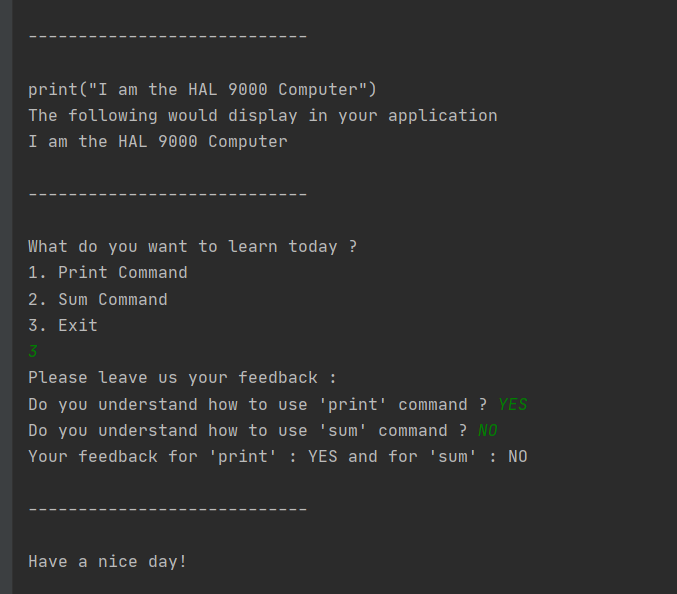 ----------------------------
print("I am the HAL 9000 Computer")
The following would display in your application
I am the HAL 9000 Computer
----------------------------
What do you want to learn today ?
1. Print Command
2. Sum Command
3. Exit
3
Please leave us your feedback :
Do you understand how to use 'print' command ? YES
Do you understand how to use 'sum' command ? NO
Your feedback for 'print' : YES and for 'sum' : NO
----------------------------
Have a nice day!